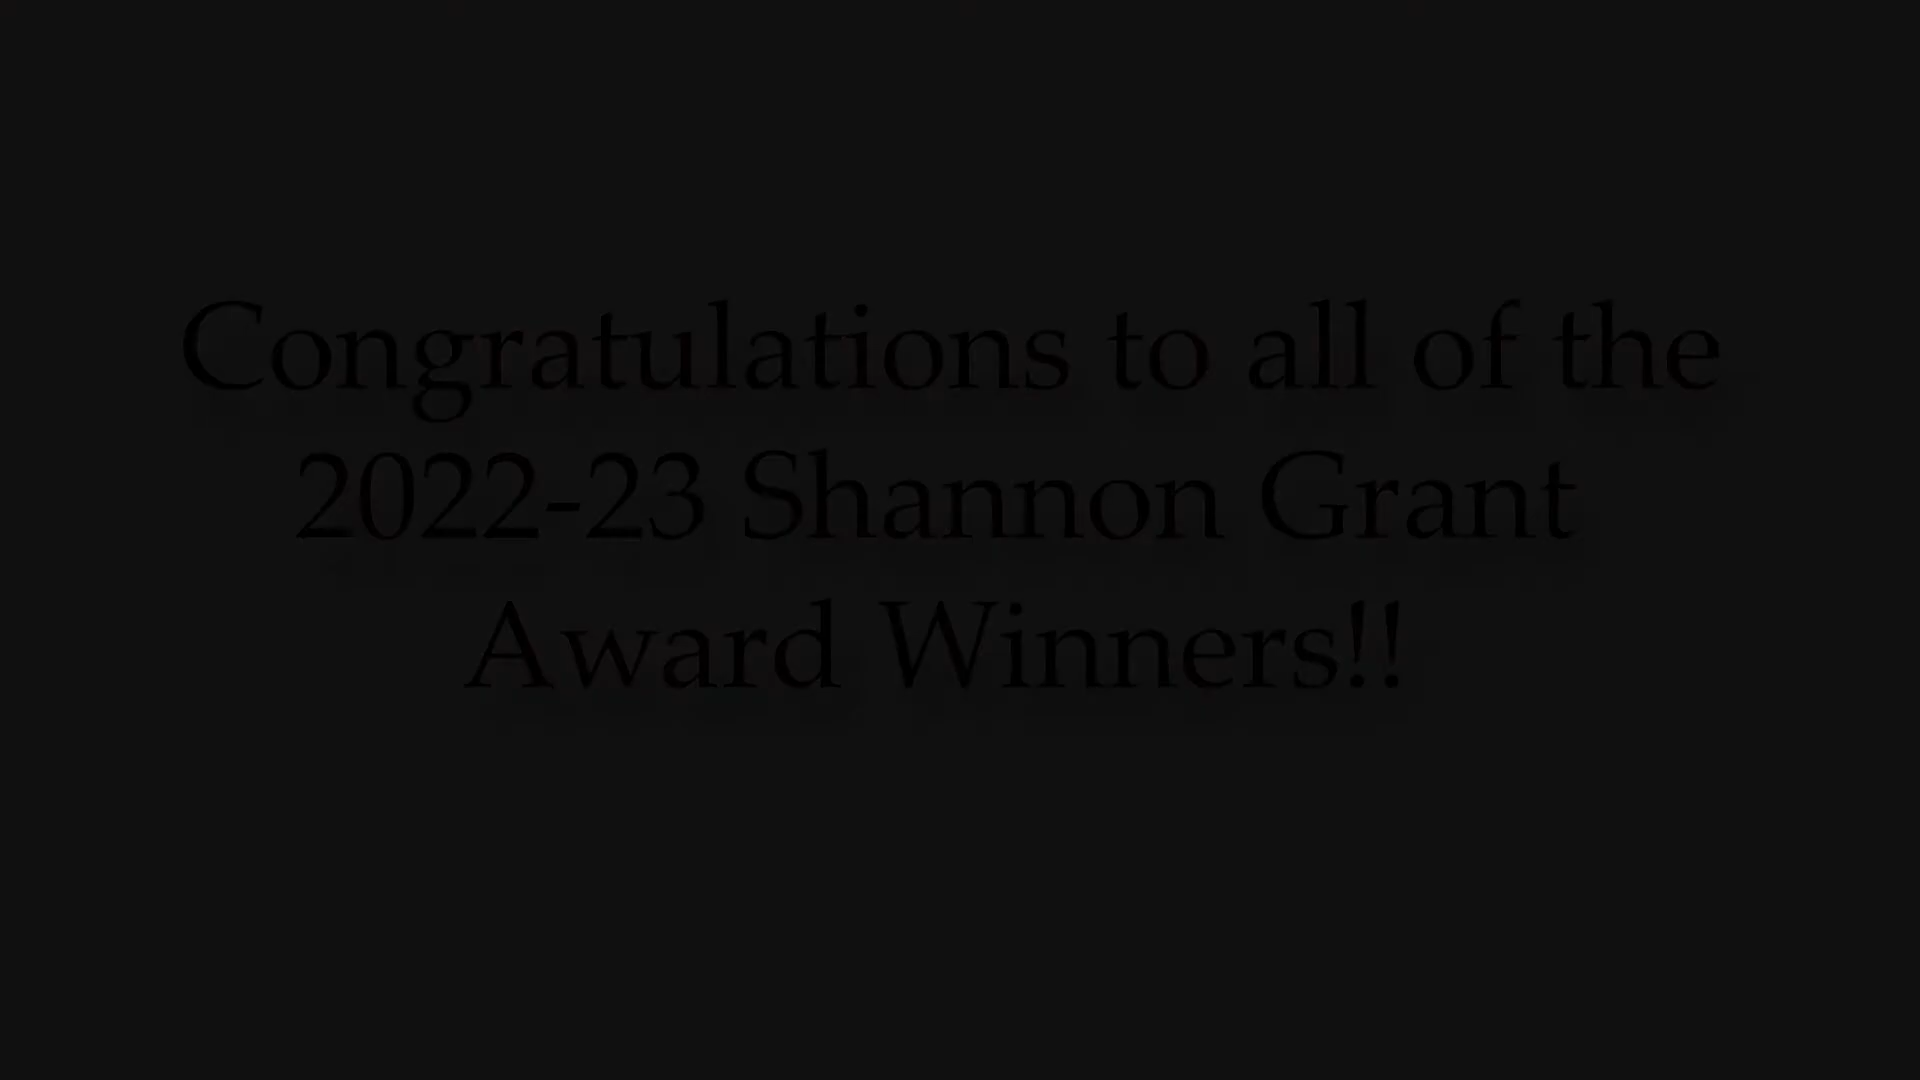 Congratulations to all of the
2022-23 Shannon Grant
Award Winners!!